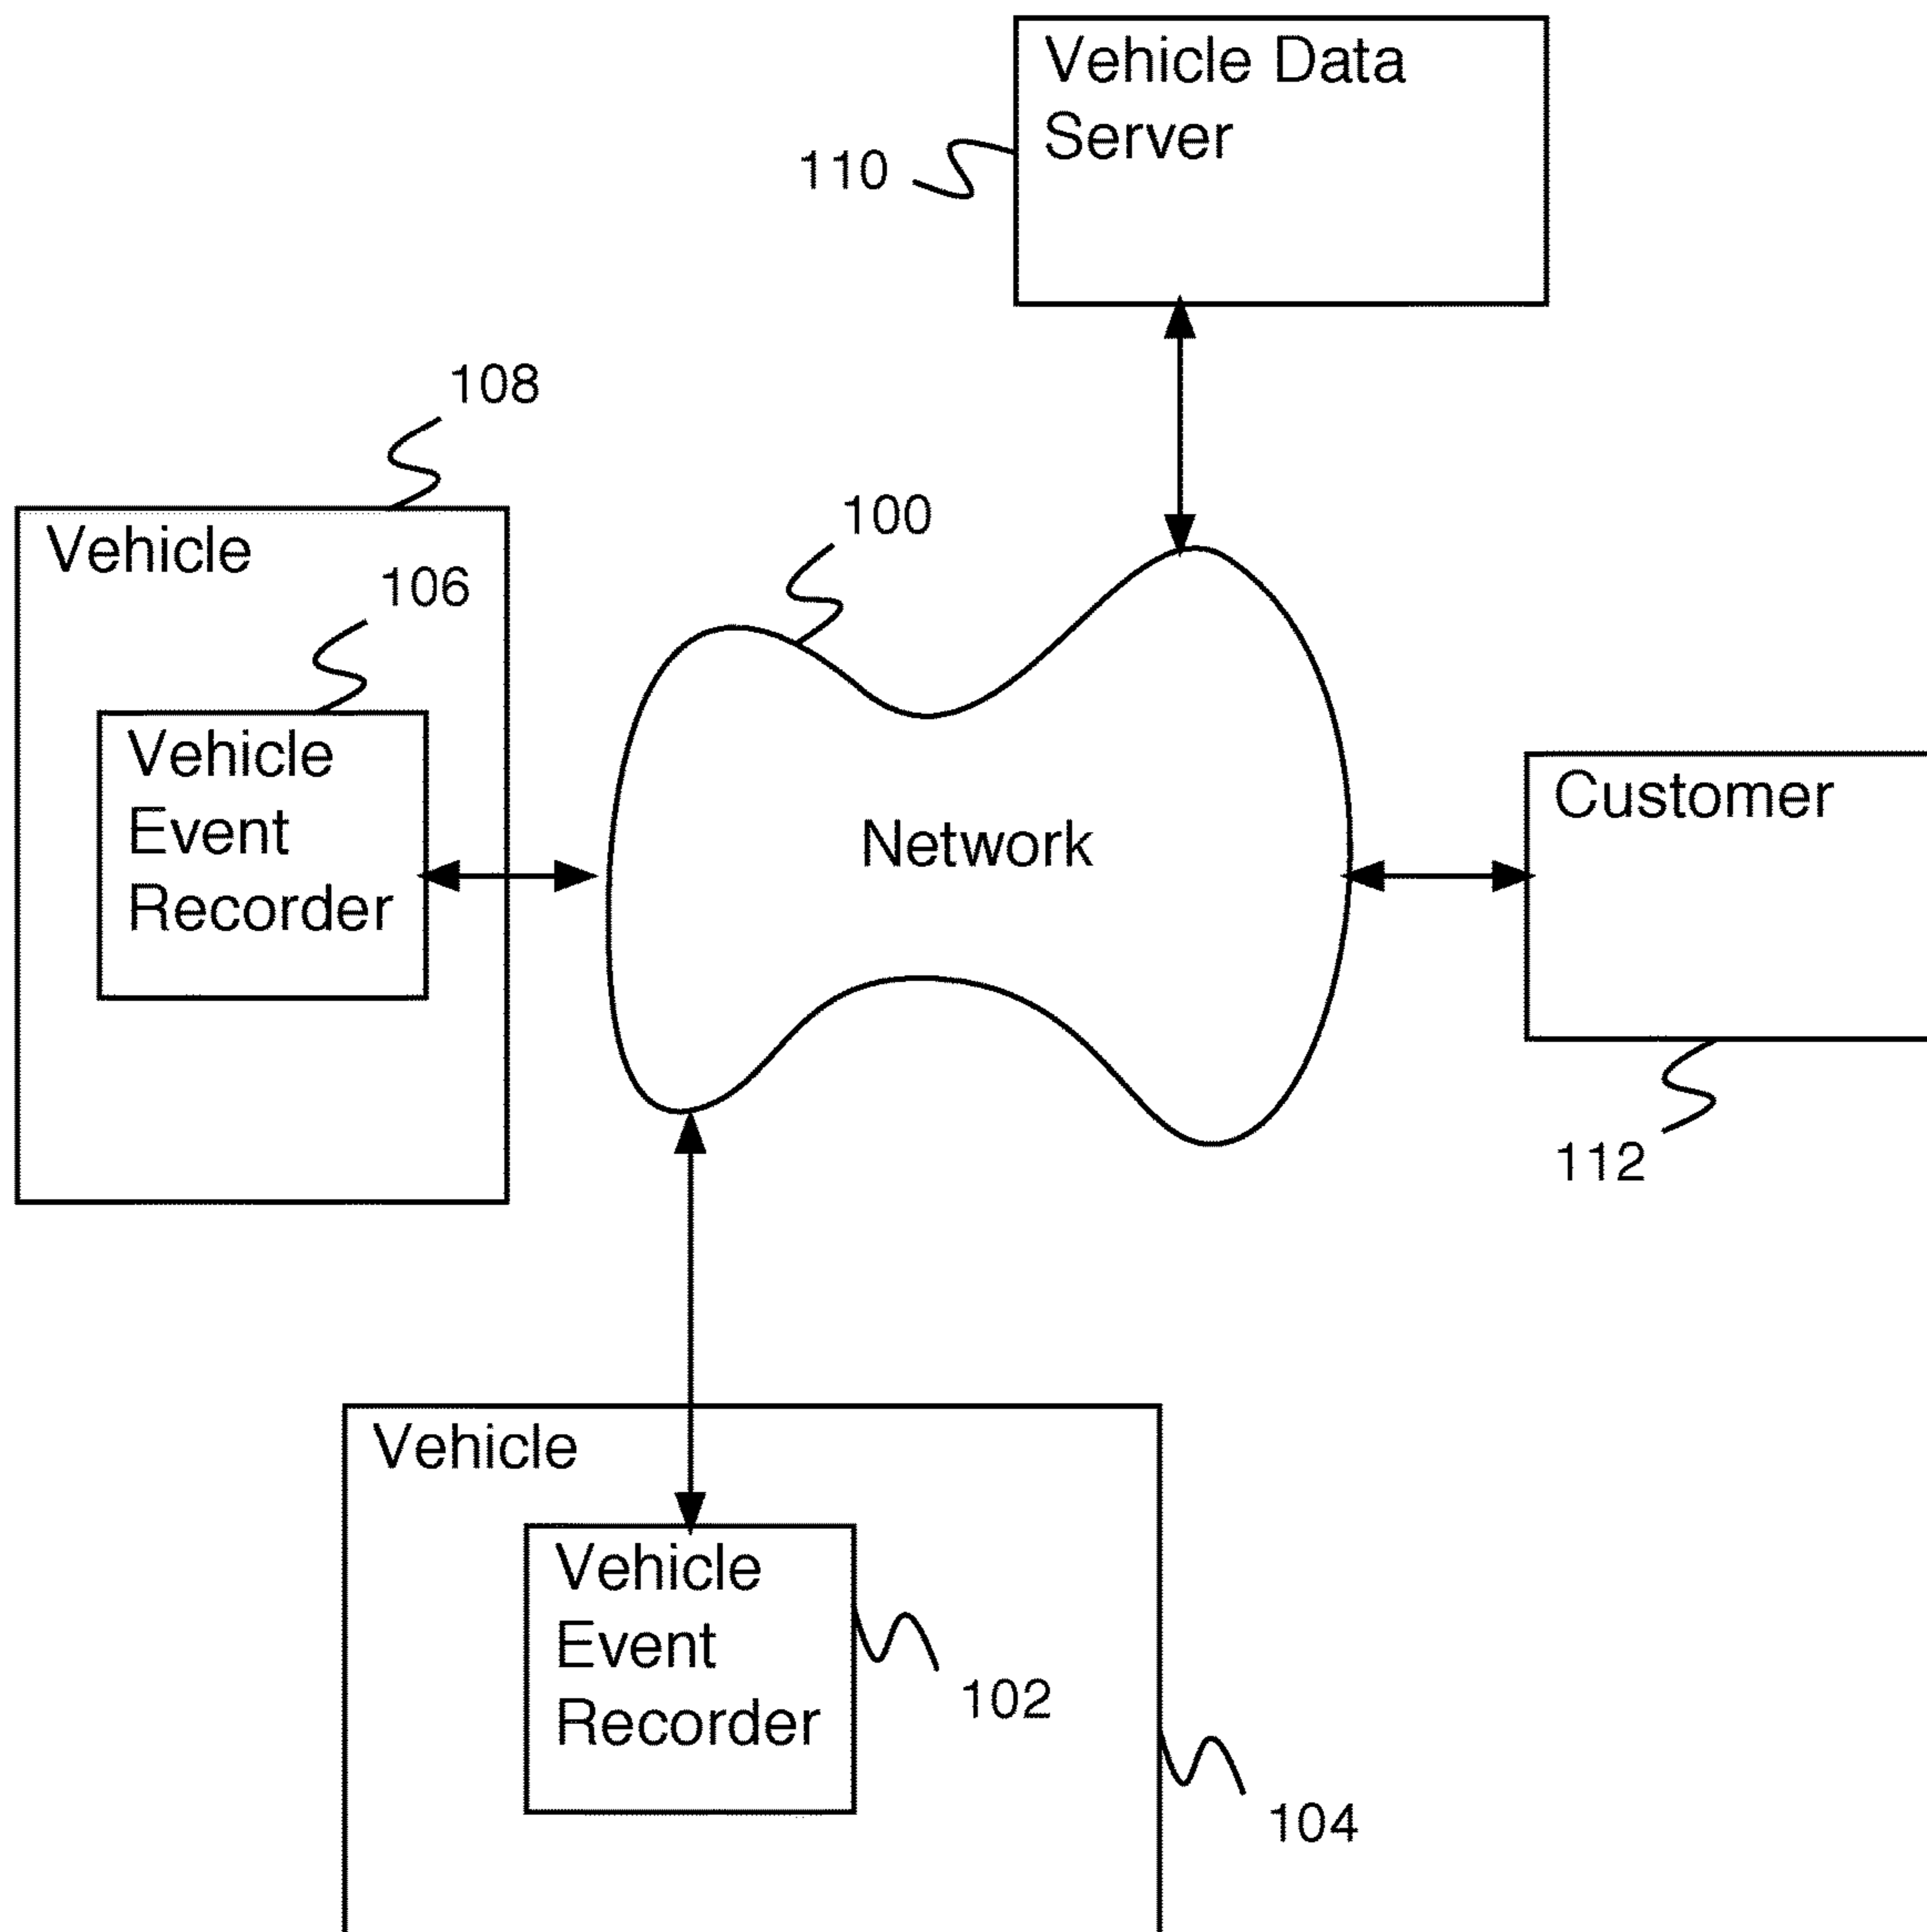 Vehicle Data
Server
110
108
100
Vehicle
106
Vehicle
Event
Recorder
Network
Customer
112
Vehicle
Vehicle
Event
Recorder
102
104